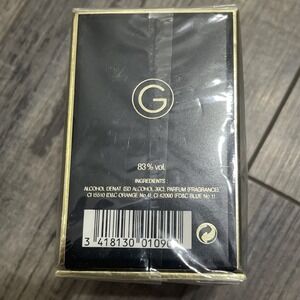 G
83 % vol.
INGREDIENTS
ALCOHOL DENAT. (SD ALCOHOL 39C), PARFUM (FRAGRANCE),
CI 15510 (D&C ORANGE No.4), CI 42090 (FD&C BLUE No 1)
3 418130 0109